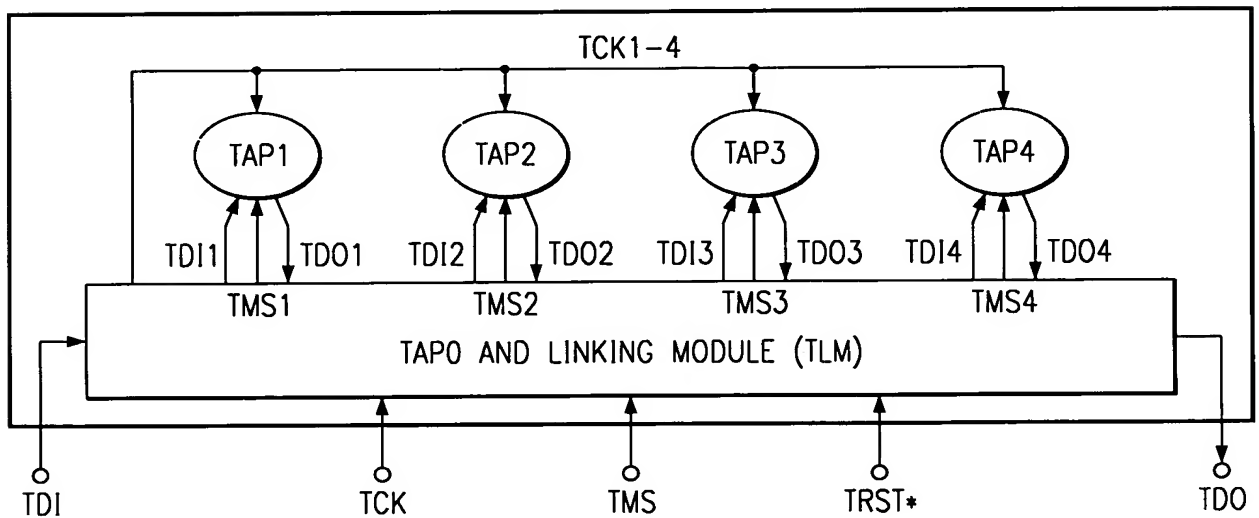 TCK1-4
TAP1 TAP2 TAP3 TAP4
TDI1 TDO1 TDI2 TDO2 TDI3 TDO3 TDI4 TDO4
TMS1 TMS2 TMS3 TMS4
TAP0 AND LINKING MODULE (TLM)
TDI TCK TMS TRST* TDO